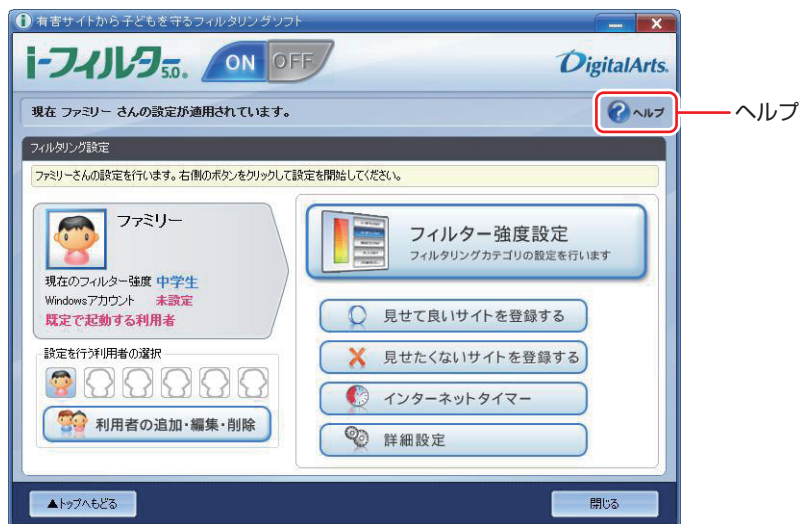 有害サイトから子どもを守るフィルタリングソフト
i-フィルター5.0. ON OFF DigitalArts.
現在 ファミリー さんの設定が適用されています。 ヘルプ ヘルプ
フィルタリング設定
ファミリーさんの設定を行います。右側のボタンをクリックして設定を開始してください。
ファミリー
現在のフィルター強度 中学生
Windowsアカウント 未設定
既定で起動する利用者
設定を行う利用者の選択
利用者の追加・編集・削除
フィルター強度設定
フィルタリングカテゴリの設定を行います
見せて良いサイトを登録する
見せたくないサイトを登録する
インターネットタイマー
詳細設定
▲トップへもどる 閉じる